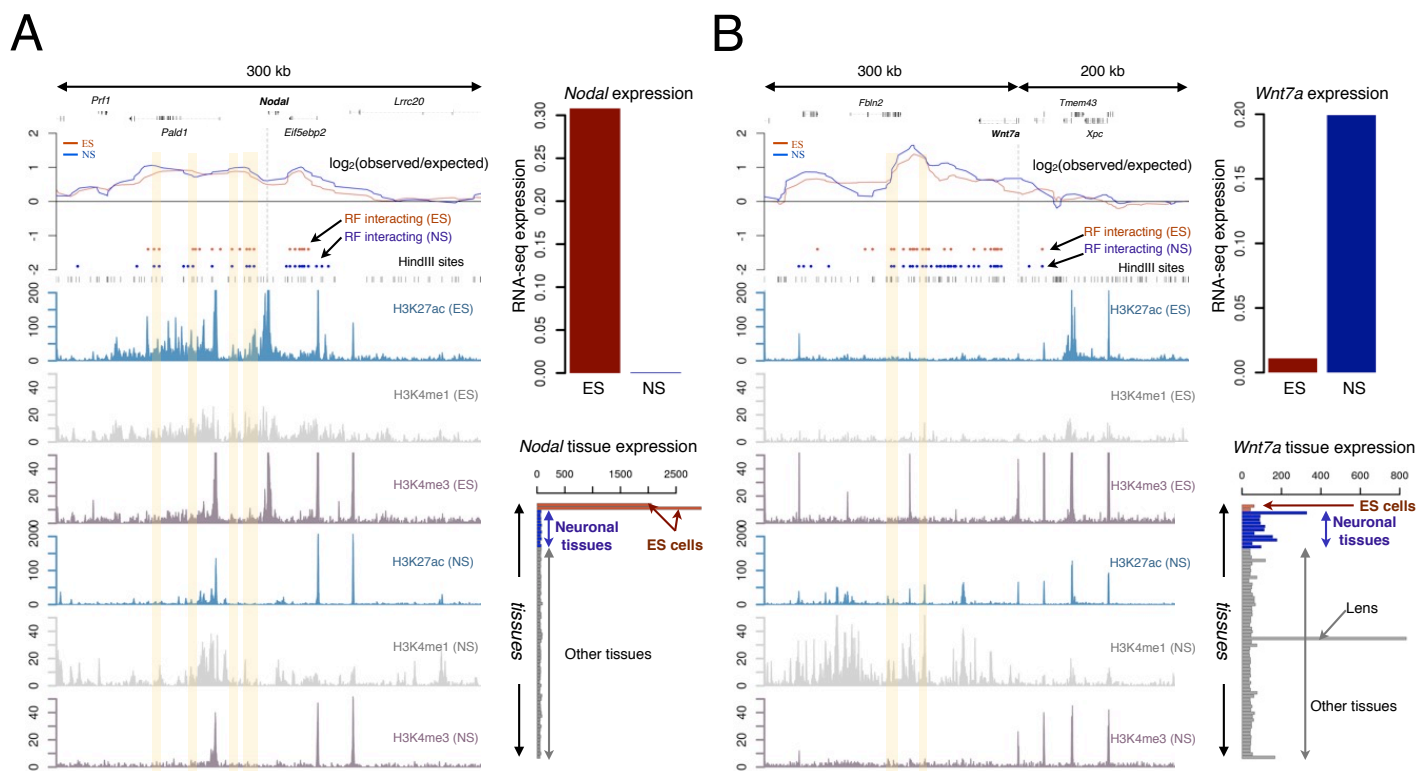 A
300 kb
Prf1
Nodal
Lrrc20
Pald1
Eif5ebp2
2
1
0
-1
-2
ES
NS
log2(observed/expected)
RF interacting (ES)
RF interacting (NS)
HindIII sites
200
100
0
H3K27ac (ES)
40
20
0
H3K4me1 (ES)
40
20
0
H3K4me3 (ES)
200
100
0
H3K27ac (NS)
40
20
0
H3K4me1 (NS)
40
20
0
H3K4me3 (NS)
Nodal expression
RNA-seq expression
0.30
0.25
0.20
0.15
0.10
0.05
0.00
ES
NS
Nodal tissue expression
0
500
1500
2500
Neuronal
tissues
ES cells
tissues
Other tissues
B
300 kb
200 kb
Fbln2
Tmem43
Wnt7a
Xpc
2
1
0
-1
-2
ES
NS
log2(observed/expected)
RF interacting (ES)
RF interacting (NS)
HindIII sites
200
100
0
H3K27ac (ES)
40
20
0
H3K4me1 (ES)
40
20
0
H3K4me3 (ES)
200
100
0
H3K27ac (NS)
40
20
0
H3K4me1 (NS)
40
20
0
H3K4me3 (NS)
Wnt7a expression
RNA-seq expression
0.20
0.15
0.10
0.05
0.00
ES
NS
Wnt7a tissue expression
0
200
400
600
800
ES cells
Neuronal
tissues
tissues
Lens
Other tissues